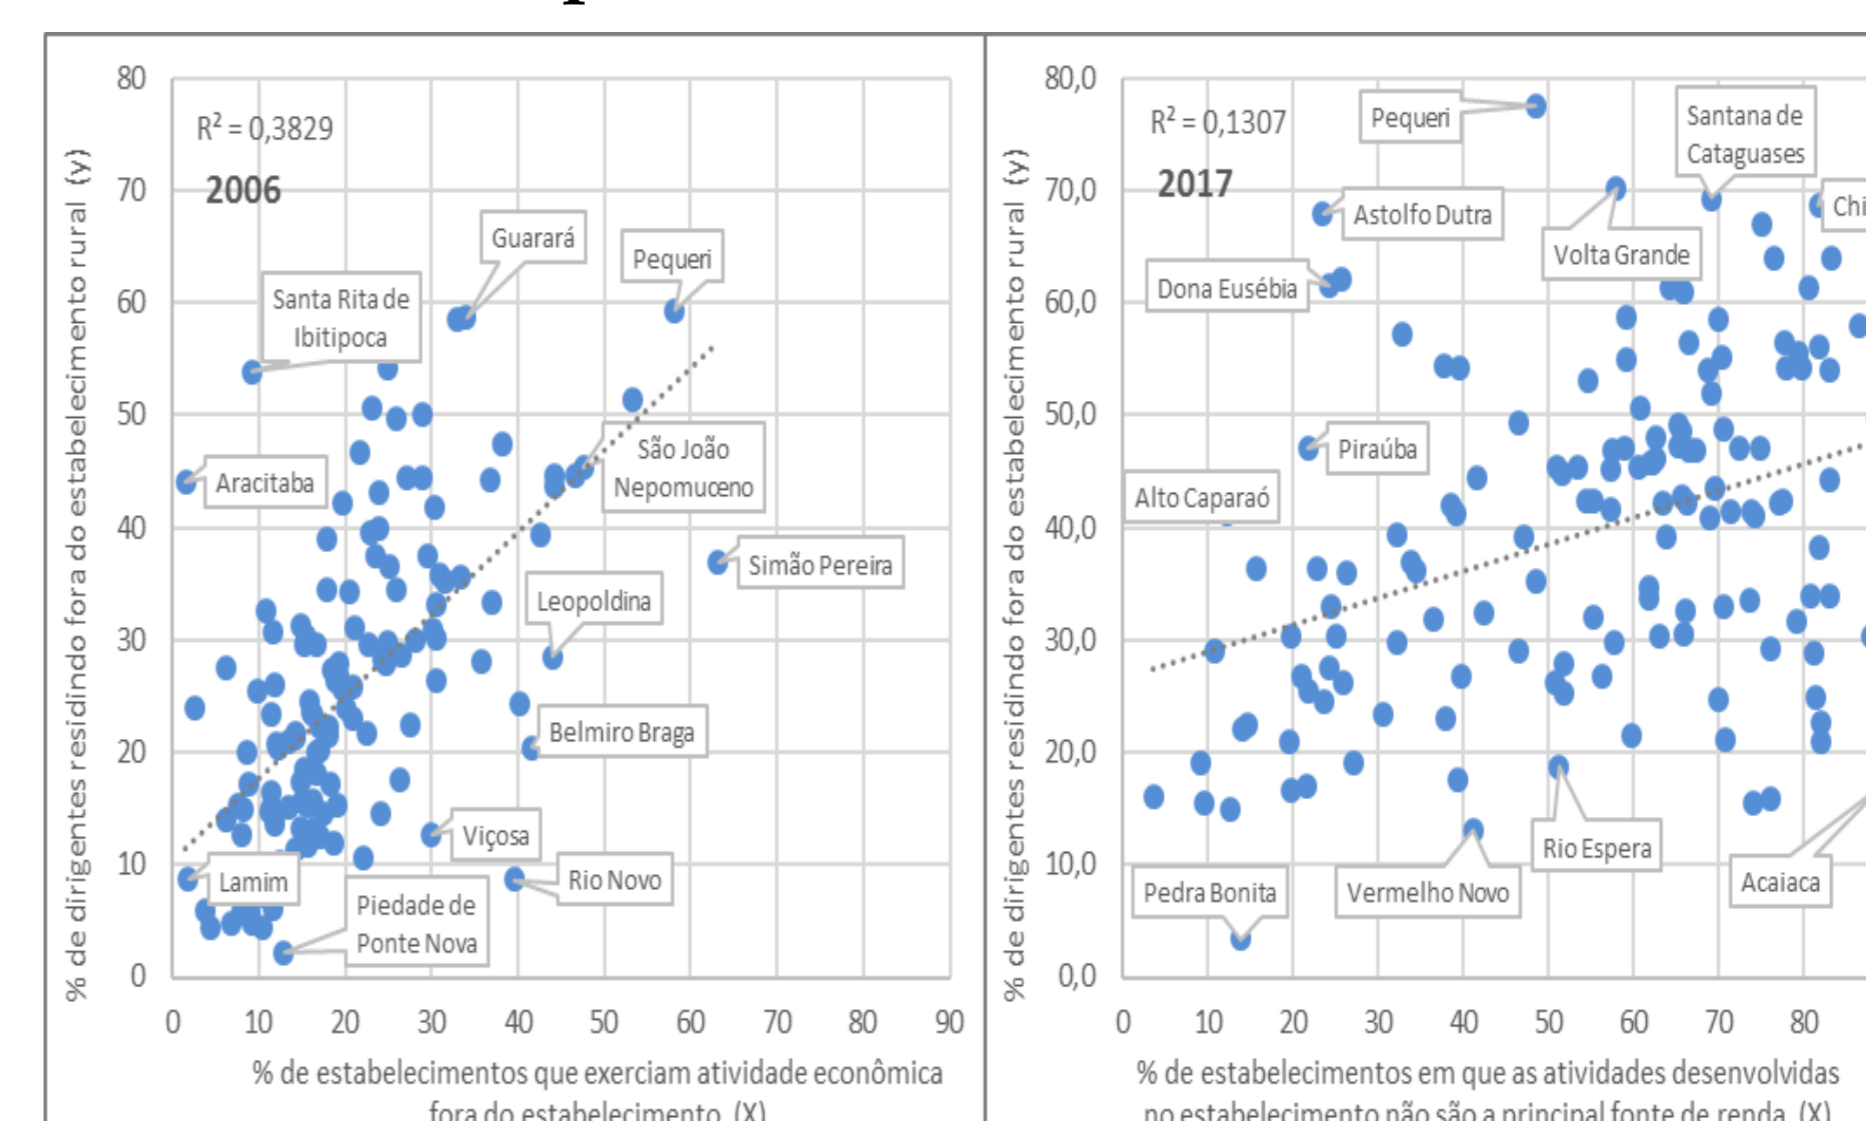 % de dirigentes residindo fora do estabelecimento rural (y)
80
70
60
50
40
30
20
10
0
R² = 0,3829
2006
Guarará
Pequeri
Santa Rita de
Ibitipoca
São João
Nepomuceno
Aracitaba
Simão Pereira
Leopoldina
Belmiro Braga
Viçosa
Lamim
Rio Novo
Piedade de
Ponte Nova
0 10 20 30 40 50 60 70 80 90
% de estabelecimentos que exerciam atividade econômica
fora do estabelecimento (X)
% de dirigentes residindo fora do estabelecimento rural (y)
80,0
70,0
60,0
50,0
40,0
30,0
20,0
10,0
0,0
R² = 0,1307
2017
Pequeri
Santana de
Cataguases
Astolfo Dutra
Chi
Volta Grande
Dona Eusébia
Piraúba
Alto Caparaó
Rio Espera
Acaiaca
Pedra Bonita
Vermelho Novo
0 10 20 30 40 50 60 70 80
% de estabelecimentos em que as atividades desenvolvidas
no estabelecimento não são a principal fonte de renda (X)